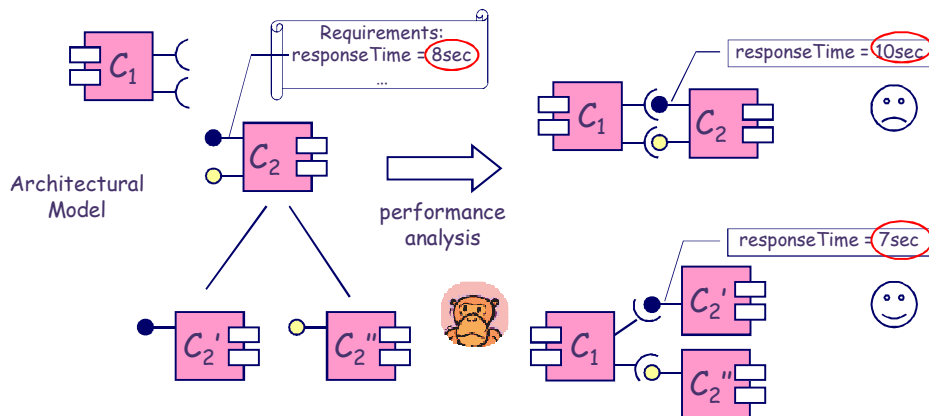 Requirements:
responseTime = 8sec
...
C1
C2
Architectural
Model
performance
analysis
C2'
C2"
responseTime = 10sec
C1
C2
responseTime = 7sec
C1
C2'
C2"